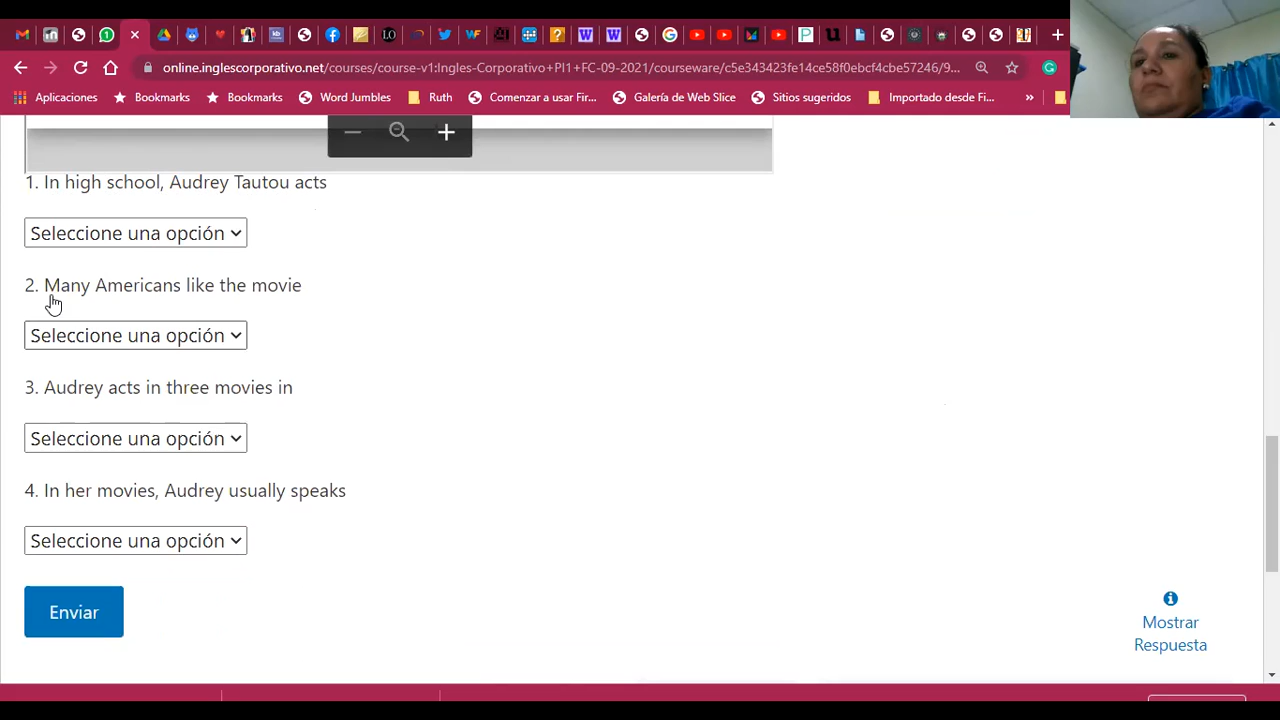 online.inglescorporativo.net/courses/course-v1:Ingles-Corporativo+PI1+FC-09-2021/courseware/c5e343423fe14ce58f0ebcf4cbe57246/9...
Aplicaciones Bookmarks Bookmarks Word Jumbles Ruth Comenzar a usar Fir... Galería de Web Slice Sitios sugeridos Importado desde Fi... »
1. In high school, Audrey Tautou acts
Seleccione una opción
2. Many Americans like the movie
Seleccione una opción
3. Audrey acts in three movies in
Seleccione una opción
4. In her movies, Audrey usually speaks
Seleccione una opción
Enviar
Mostrar
Respuesta